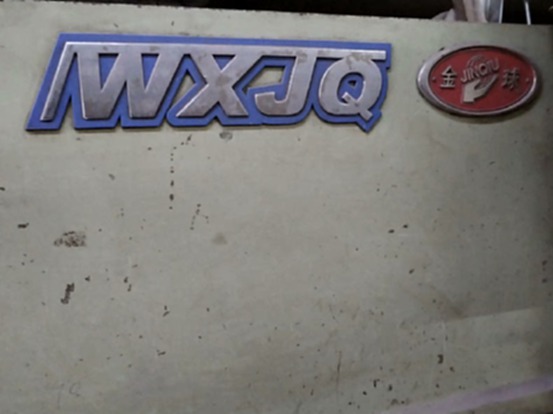 WXJQ
金 JINQIU 球